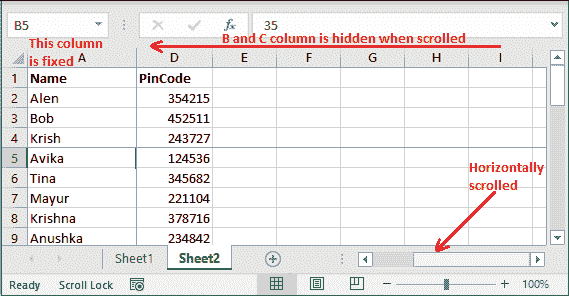 B5 fx 35
This column is fixed
B and C column is hidden when scrolled
A D E F G H I
1 Name PinCode
2 Alen 354215
3 Bob 452511
4 Krish 243727
5 Avika 124536
6 Tina 345682
7 Mayur 221104
8 Krishna 378716
9 Anushka 234842
Horizontally
scrolled
Sheet1 Sheet2
Ready Scroll Lock 100%